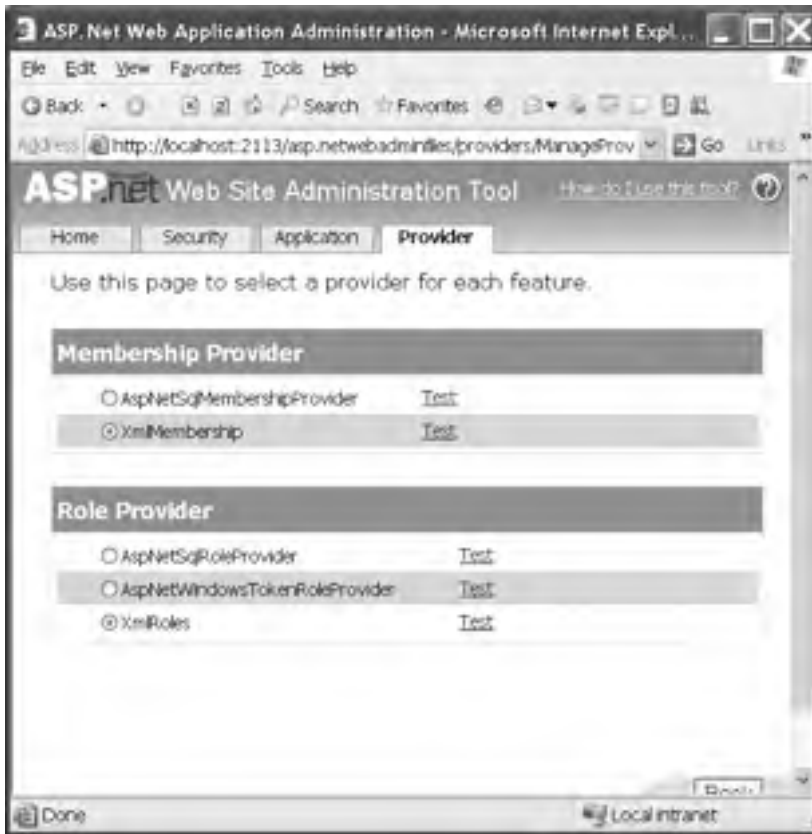 ASP.Net Web Application Administration - Microsoft Internet Expl...
File Edit View Favorites Tools Help
Back Search Favorites
Address http://localhost:2113/asp.netwebadminfiles/providers/ManageProv Go Links »
ASP.net Web Site Administration Tool How do I use this tool? ?
Home Security Application Provider
Use this page to select a provider for each feature.
Membership Provider
AspNetSqlMembershipProvider Test
XmlMembership Test
Role Provider
AspNetSqlRoleProvider Test
AspNetWindowsTokenRoleProvider Test
XmlRoles Test
Back
Done Local intranet